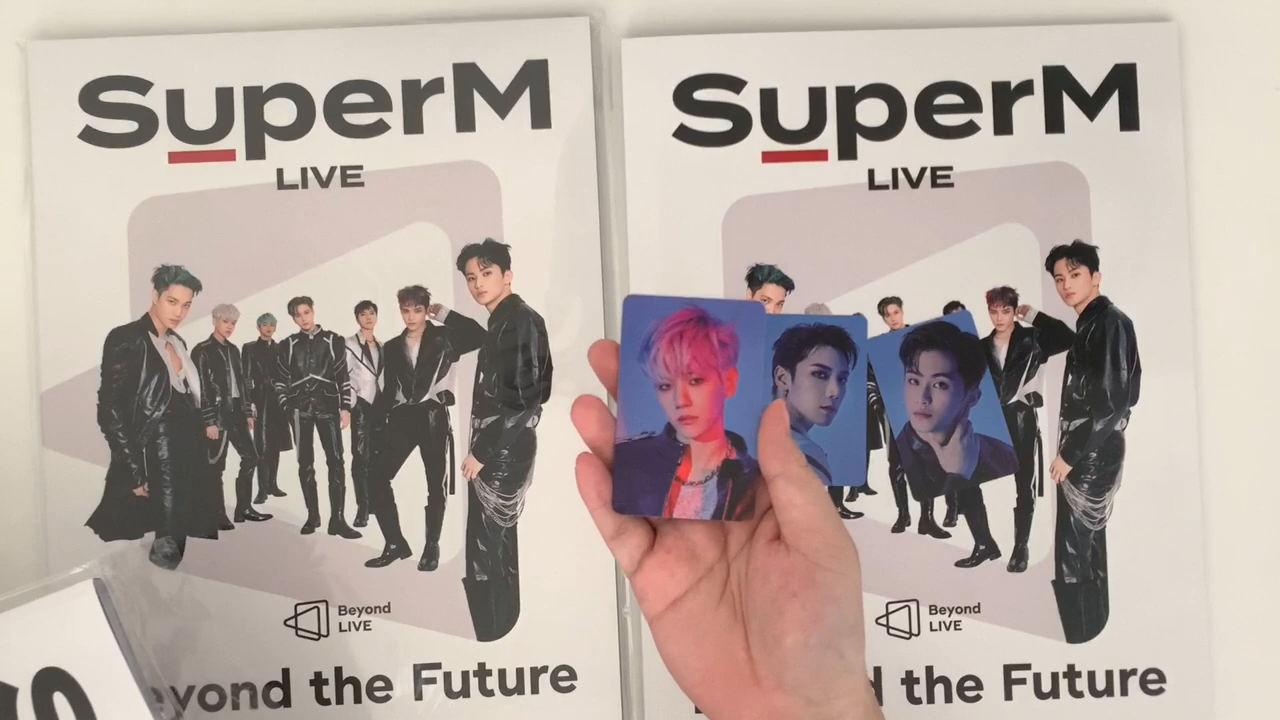 SuperM
LIVE
Beyond
LIVE
eyond the Future
SuperM
LIVE
Beyond
LIVE
d the Future